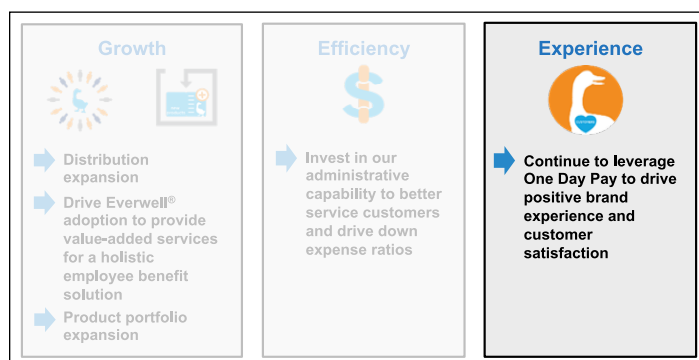 Growth
Distribution
expansion
Drive Everwell®
adoption to provide
value-added services
for a holistic
employee benefit
solution
Product portfolio
expansion
Efficiency
Invest in our
administrative
capability to better
service customers
and drive down
expense ratios
Experience
CUSTOMER
Continue to leverage
One Day Pay to drive
positive brand
experience and
customer
satisfaction